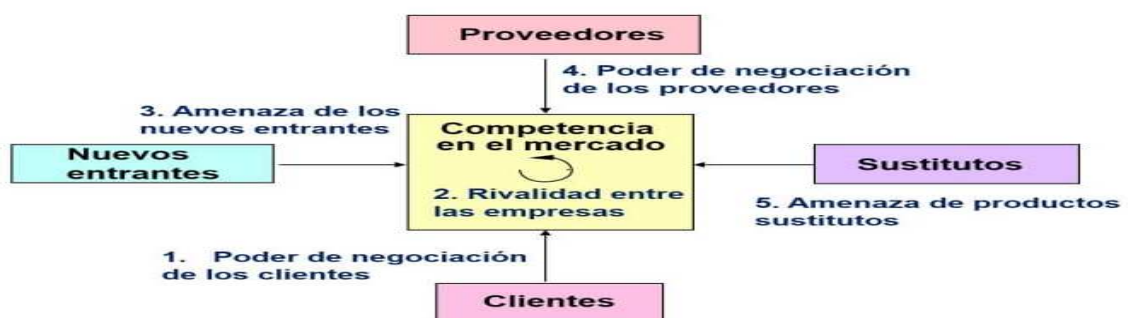 Proveedores
4. Poder de negociación
de los proveedores
3. Amenaza de los
nuevos entrantes
Competencia
en el mercado
Nuevos
entrantes
Sustitutos
2. Rivalidad entre
las empresas
5. Amenaza de productos
sustitutos
1. Poder de negociación
de los clientes
Clientes